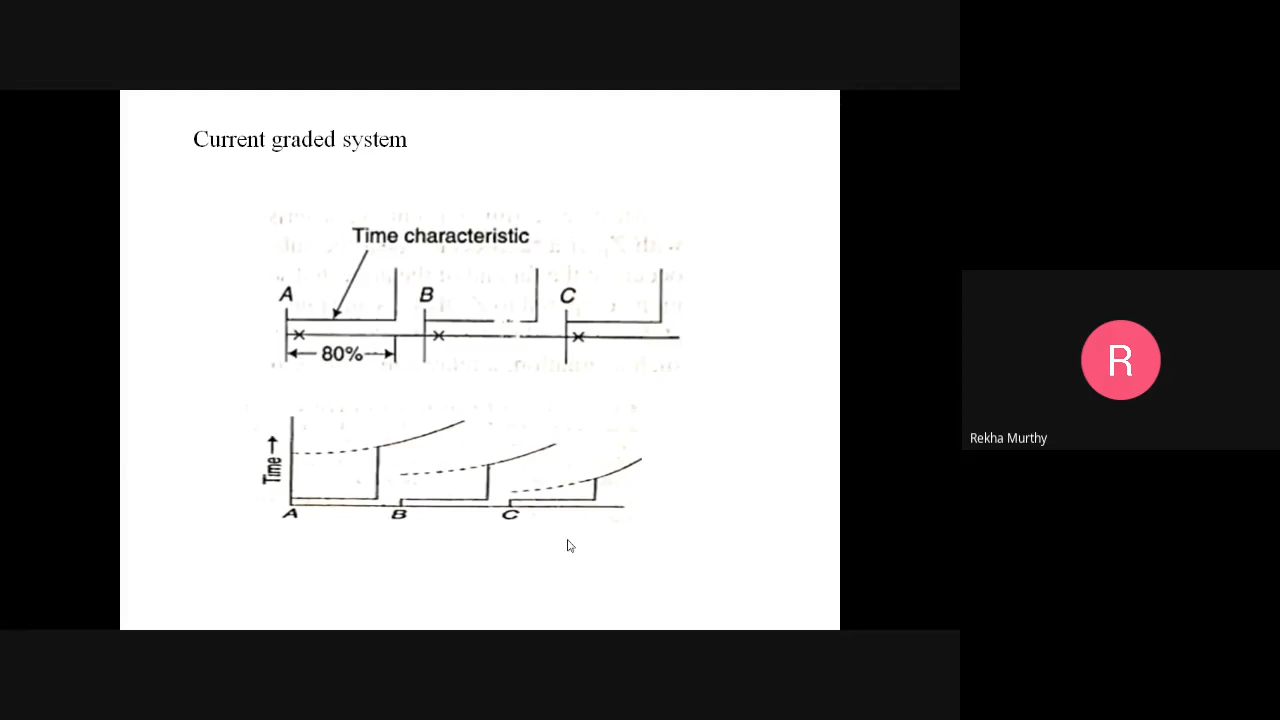 Current graded system
Time characteristic
A B C
80%
Time
A B C
R
Rekha Murthy